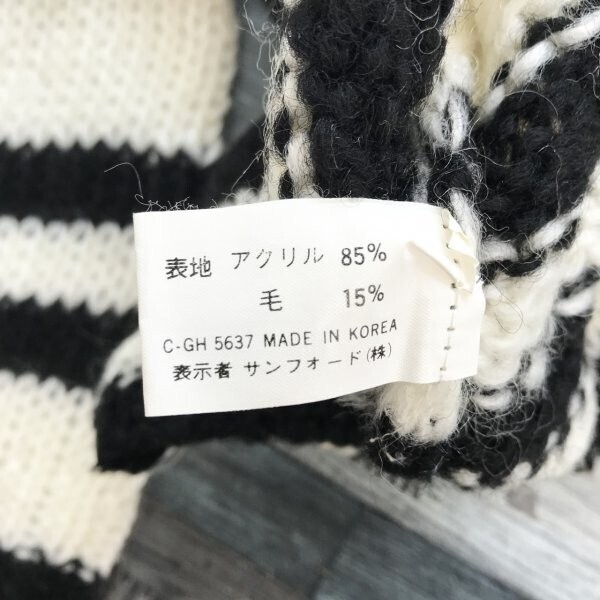 表地 アクリル 85%
毛 15%
C-GH 5637 MADE IN KOREA
表示者 サンフォード(株)